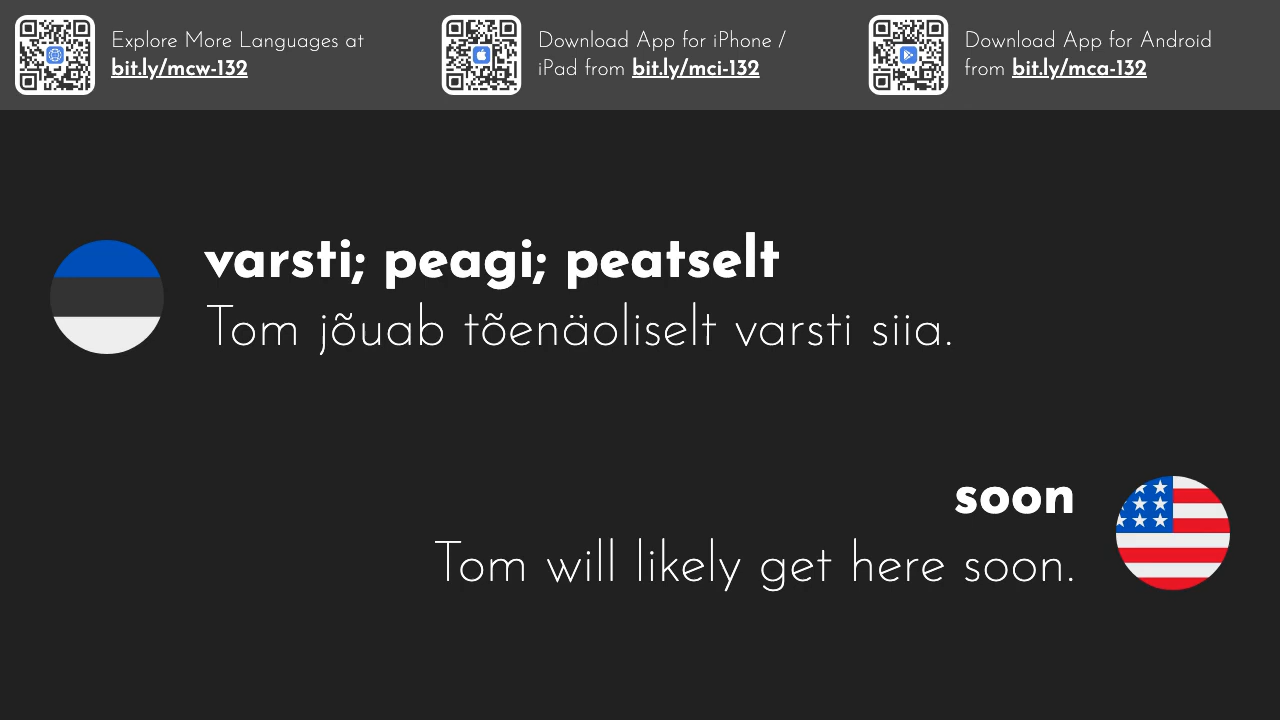 Explore More Languages at
bit.ly/mcw-132
Download App for iPhone /
iPad from bit.ly/mci-132
Download App for Android
from bit.ly/mca-132
varsti; peagi; peatselt
Tom jõuab tõenäoliselt varsti siia.
soon
Tom will likely get here soon.